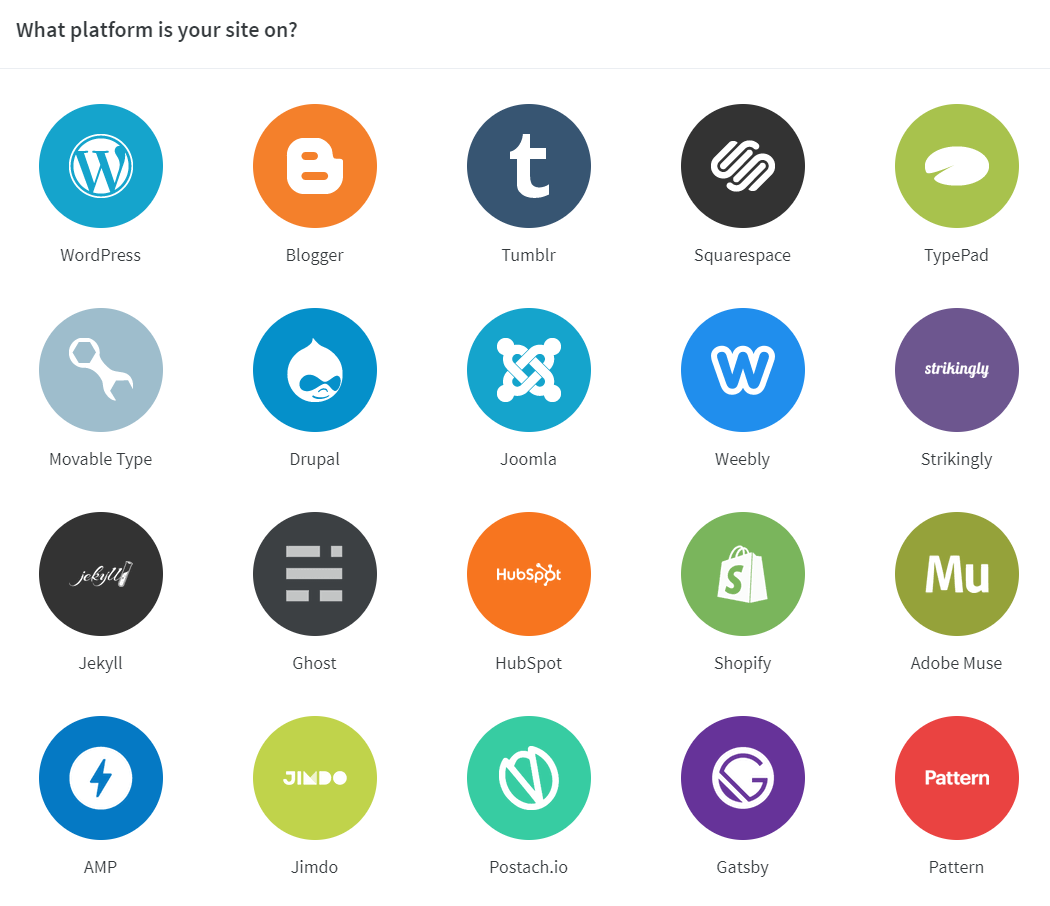 What platform is your site on?
WordPress Blogger Tumblr Squarespace TypePad
strikingly
Movable Type Drupal Joomla Weebly Strikingly
jekyll HubSpot S Mu
Jekyll Ghost HubSpot Shopify Adobe Muse
JIMDO Pattern
AMP Jimdo Postach.io Gatsby Pattern